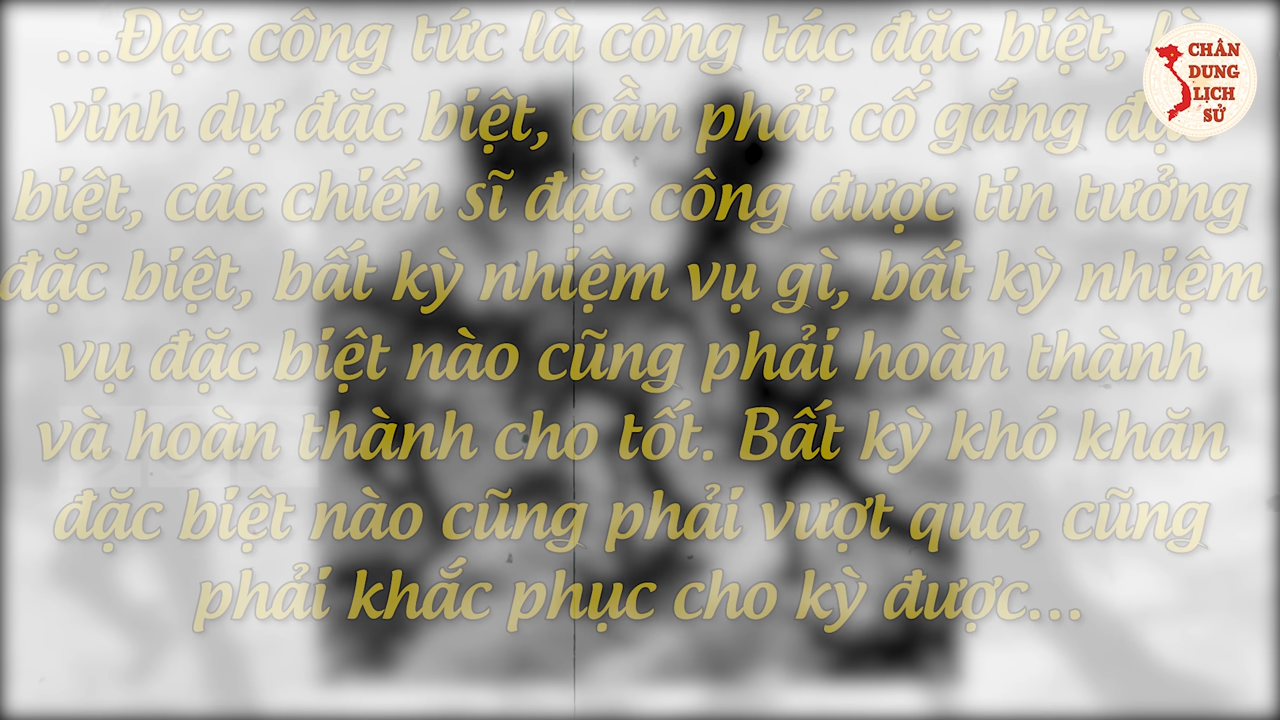 ...Đặc công tức là công tác đặc biệt, là
vinh dự đặc biệt, cần phải cố gắng đặc
biệt, các chiến sĩ đặc công được tin tưởng
đặc biệt, bất kỳ nhiệm vụ gì, bất kỳ nhiệm
vụ đặc biệt nào cũng phải hoàn thành
và hoàn thành cho tốt. Bất kỳ khó khăn
đặc biệt nào cũng phải vượt qua, cũng
phải khắc phục cho kỳ được...
CHÂN
DUNG
LỊCH
SỬ